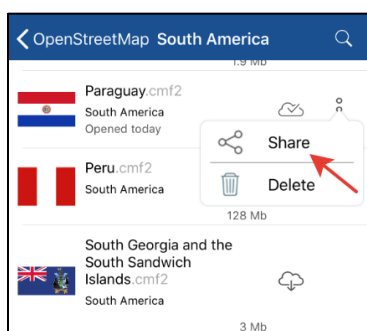 OpenStreetMap South America
1.9 Mb
Paraguay.cmf2
South America
Opened today
Share
Peru.cmf2
South America
Delete
128 Mb
South Georgia and the
South Sandwich
Islands.cmf2
South America
3 Mb